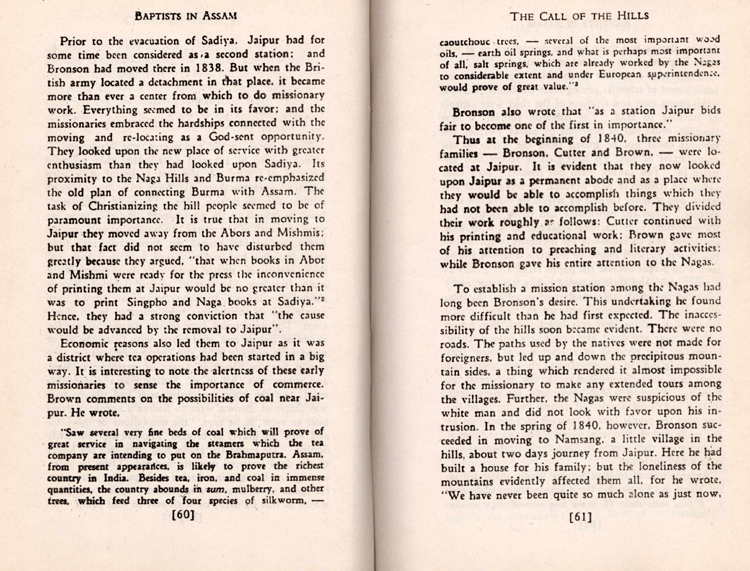 BAPTISTS IN ASSAM
Prior to the evacuation of Sadiya, Jaipur had for
some time been considered as a second station; and
Bronson had moved there in 1838. But when the Bri-
tish army located a detachment in that place, it became
more than ever a center from which to do missionary
work. Everything seemed to be in its favor; and the
missionaries embraced the hardships connected with the
moving and re-locating as a God-sent opportunity.
They looked upon the new place of service with greater
enthusiasm than they had looked upon Sadiya. Its
proximity to the Naga Hills and Burma re-emphasized
the old plan of connecting Burma with Assam. The
task of Christianizing the hill people seemed to be of
paramount importance. It is true that in moving to
Jaipur they moved away from the Abors and Mishmis;
but that fact did not seem to have disturbed them
greatly because they argued, "that when books in Abor
and Mishmi were ready for the press the inconvenience
of printing them at Jaipur would be no greater than it
was to print Singpho and Naga books at Sadiya."²
Hence, they had a strong conviction that "the cause
would be advanced by the removal to Jaipur".
Economic reasons also led them to Jaipur as it was
a district where tea operations had been started in a big
way. It is interesting to note the alertness of these early
missionaries to sense the importance of commerce.
Brown comments on the possibilities of coal near Jai-
pur. He wrote,
"Saw several very fine beds of coal which will prove of
great service in navigating the steamers which the tea
company are intending to put on the Brahmaputra. Assam,
from present appearances, is likely to prove the richest
country in India. Besides tea, iron, and coal in immense
quantities, the country abounds in sum, mulberry, and other
trees, which feed three of four species of silkworm, —
[60]
THE CALL OF THE HILLS
caoutchouc trees, — several of the most important wood
oils, — earth oil springs, and what is perhaps most important
of all, salt springs, which are already worked by the Nagas
to considerable extent and under European superintendence,
would prove of great value."³
Bronson also wrote that "as a station Jaipur bids
fair to become one of the first in importance."
Thus at the beginning of 1840, three missionary
families — Bronson, Cutter and Brown, — were lo-
cated at Jaipur. It is evident that they now looked
upon Jaipur as a permanent abode and as a place where
they would be able to accomplish things which they
had not been able to accomplish before. They divided
their work roughly as follows: Cutter continued with
his printing and educational work; Brown gave most
of his attention to preaching and literary activities;
while Bronson gave his entire attention to the Nagas.
To establish a mission station among the Nagas had
long been Bronson's desire. This undertaking he found
more difficult than he had first expected. The inacces-
sibility of the hills soon became evident. There were no
roads. The paths used by the natives were not made for
foreigners, but led up and down the precipitous moun-
tain sides, a thing which rendered it almost impossible
for the missionary to make any extended tours among
the villages. Further, the Nagas were suspicious of the
white man and did not look with favor upon his in-
trusion. In the spring of 1840, however, Bronson suc-
ceeded in moving to Namsang, a little village in the
hills, about two days journey from Jaipur. Here he had
built a house for his family; but the loneliness of the
mountains evidently affected them all, for he wrote,
"We have never been quite so much alone as just now,
[61]